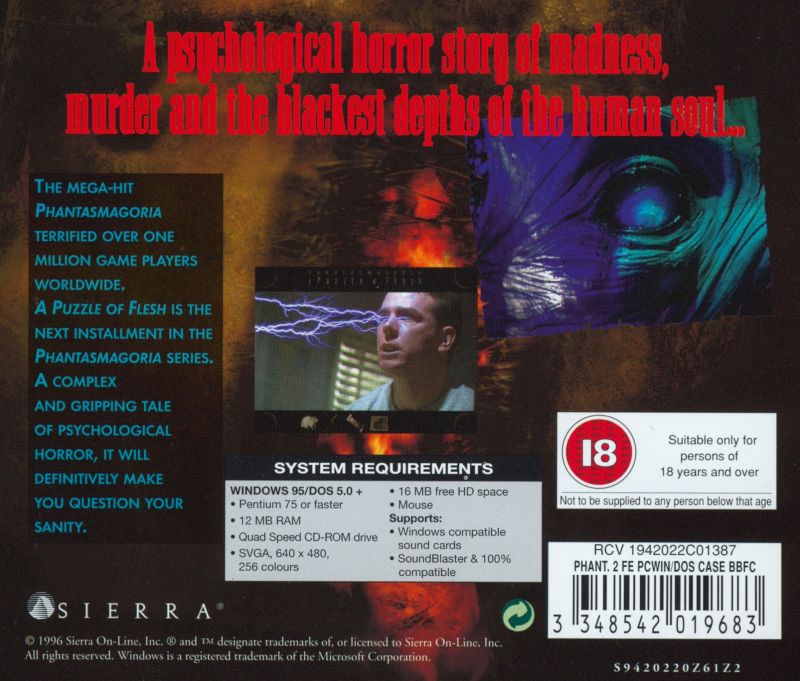 A psychological horror story of madness,
murder and the blackest depths of the human soul...
THE MEGA-HIT
PHANTASMAGORIA
TERRIFIED OVER ONE
MILLION GAME PLAYERS
WORLDWIDE.
A PUZZLE OF FLESH IS THE
NEXT INSTALLMENT IN THE
PHANTASMAGORIA SERIES.
A COMPLEX
AND GRIPPING TALE
OF PSYCHOLOGICAL
HORROR, IT WILL
DEFINITIVELY MAKE
YOU QUESTION YOUR
SANITY.
PHANTASMAGORIA
18
Suitable only for
persons of
18 years and over
Not to be supplied to any person below that age
SYSTEM REQUIREMENTS
WINDOWS 95/DOS 5.0 +
• Pentium 75 or faster
• 12 MB RAM
• Quad Speed CD-ROM drive
• SVGA, 640 x 480,
256 colours
• 16 MB free HD space
• Mouse
Supports:
• Windows compatible
sound cards
• SoundBlaster & 100%
compatible
RCV 1942022C01387
PHANT. 2 FE PCWIN/DOS CASE BBFC
3 348542 019683
SIERRA®
© 1996 Sierra On-Line, Inc. ® and ™ designate trademarks of, or licensed to Sierra On-Line, Inc.
All rights reserved. Windows is a registered trademark of the Microsoft Corporation.
S9420220Z61Z2